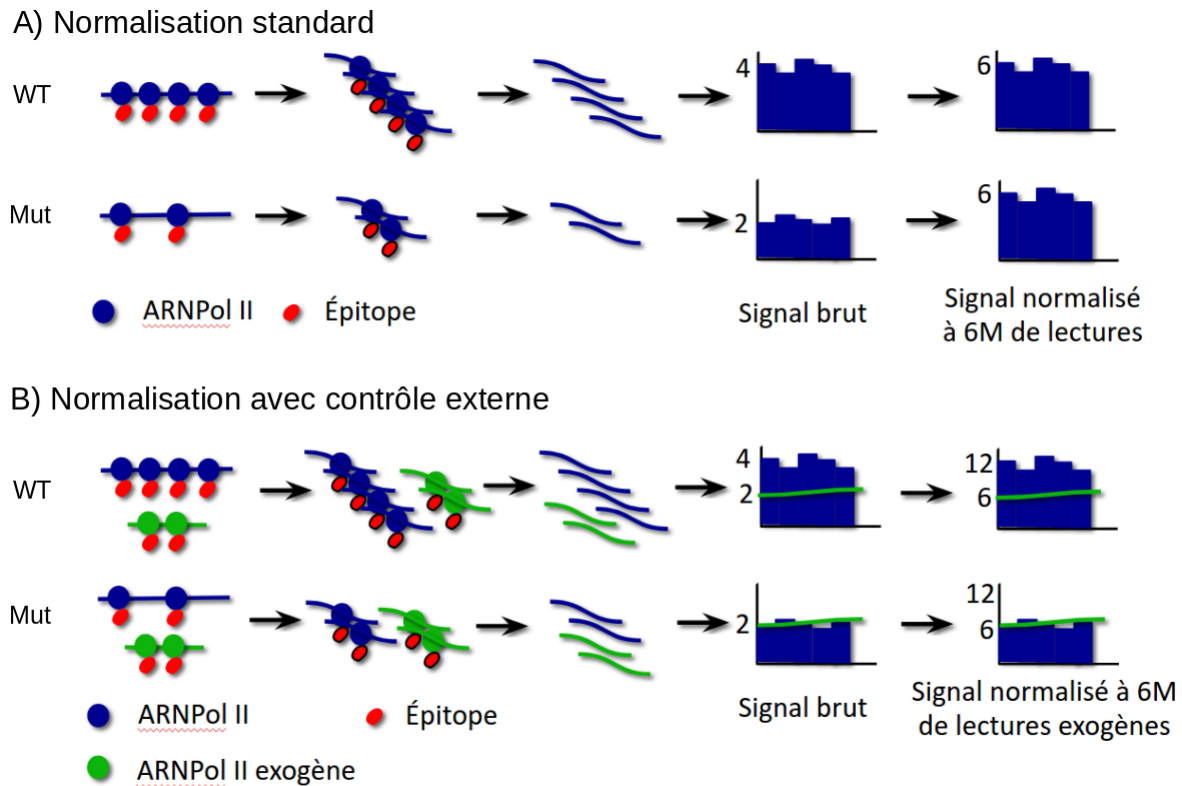 A) Normalisation standard
WT
4
6
Mut
2
6
ARNPol II
Épitope
Signal brut
Signal normalisé
à 6M de lectures
B) Normalisation avec contrôle externe
WT
4
2
12
6
Mut
2
12
6
ARNPol II
Épitope
Signal brut
Signal normalisé à 6M
de lectures exogènes
ARNPol II exogène